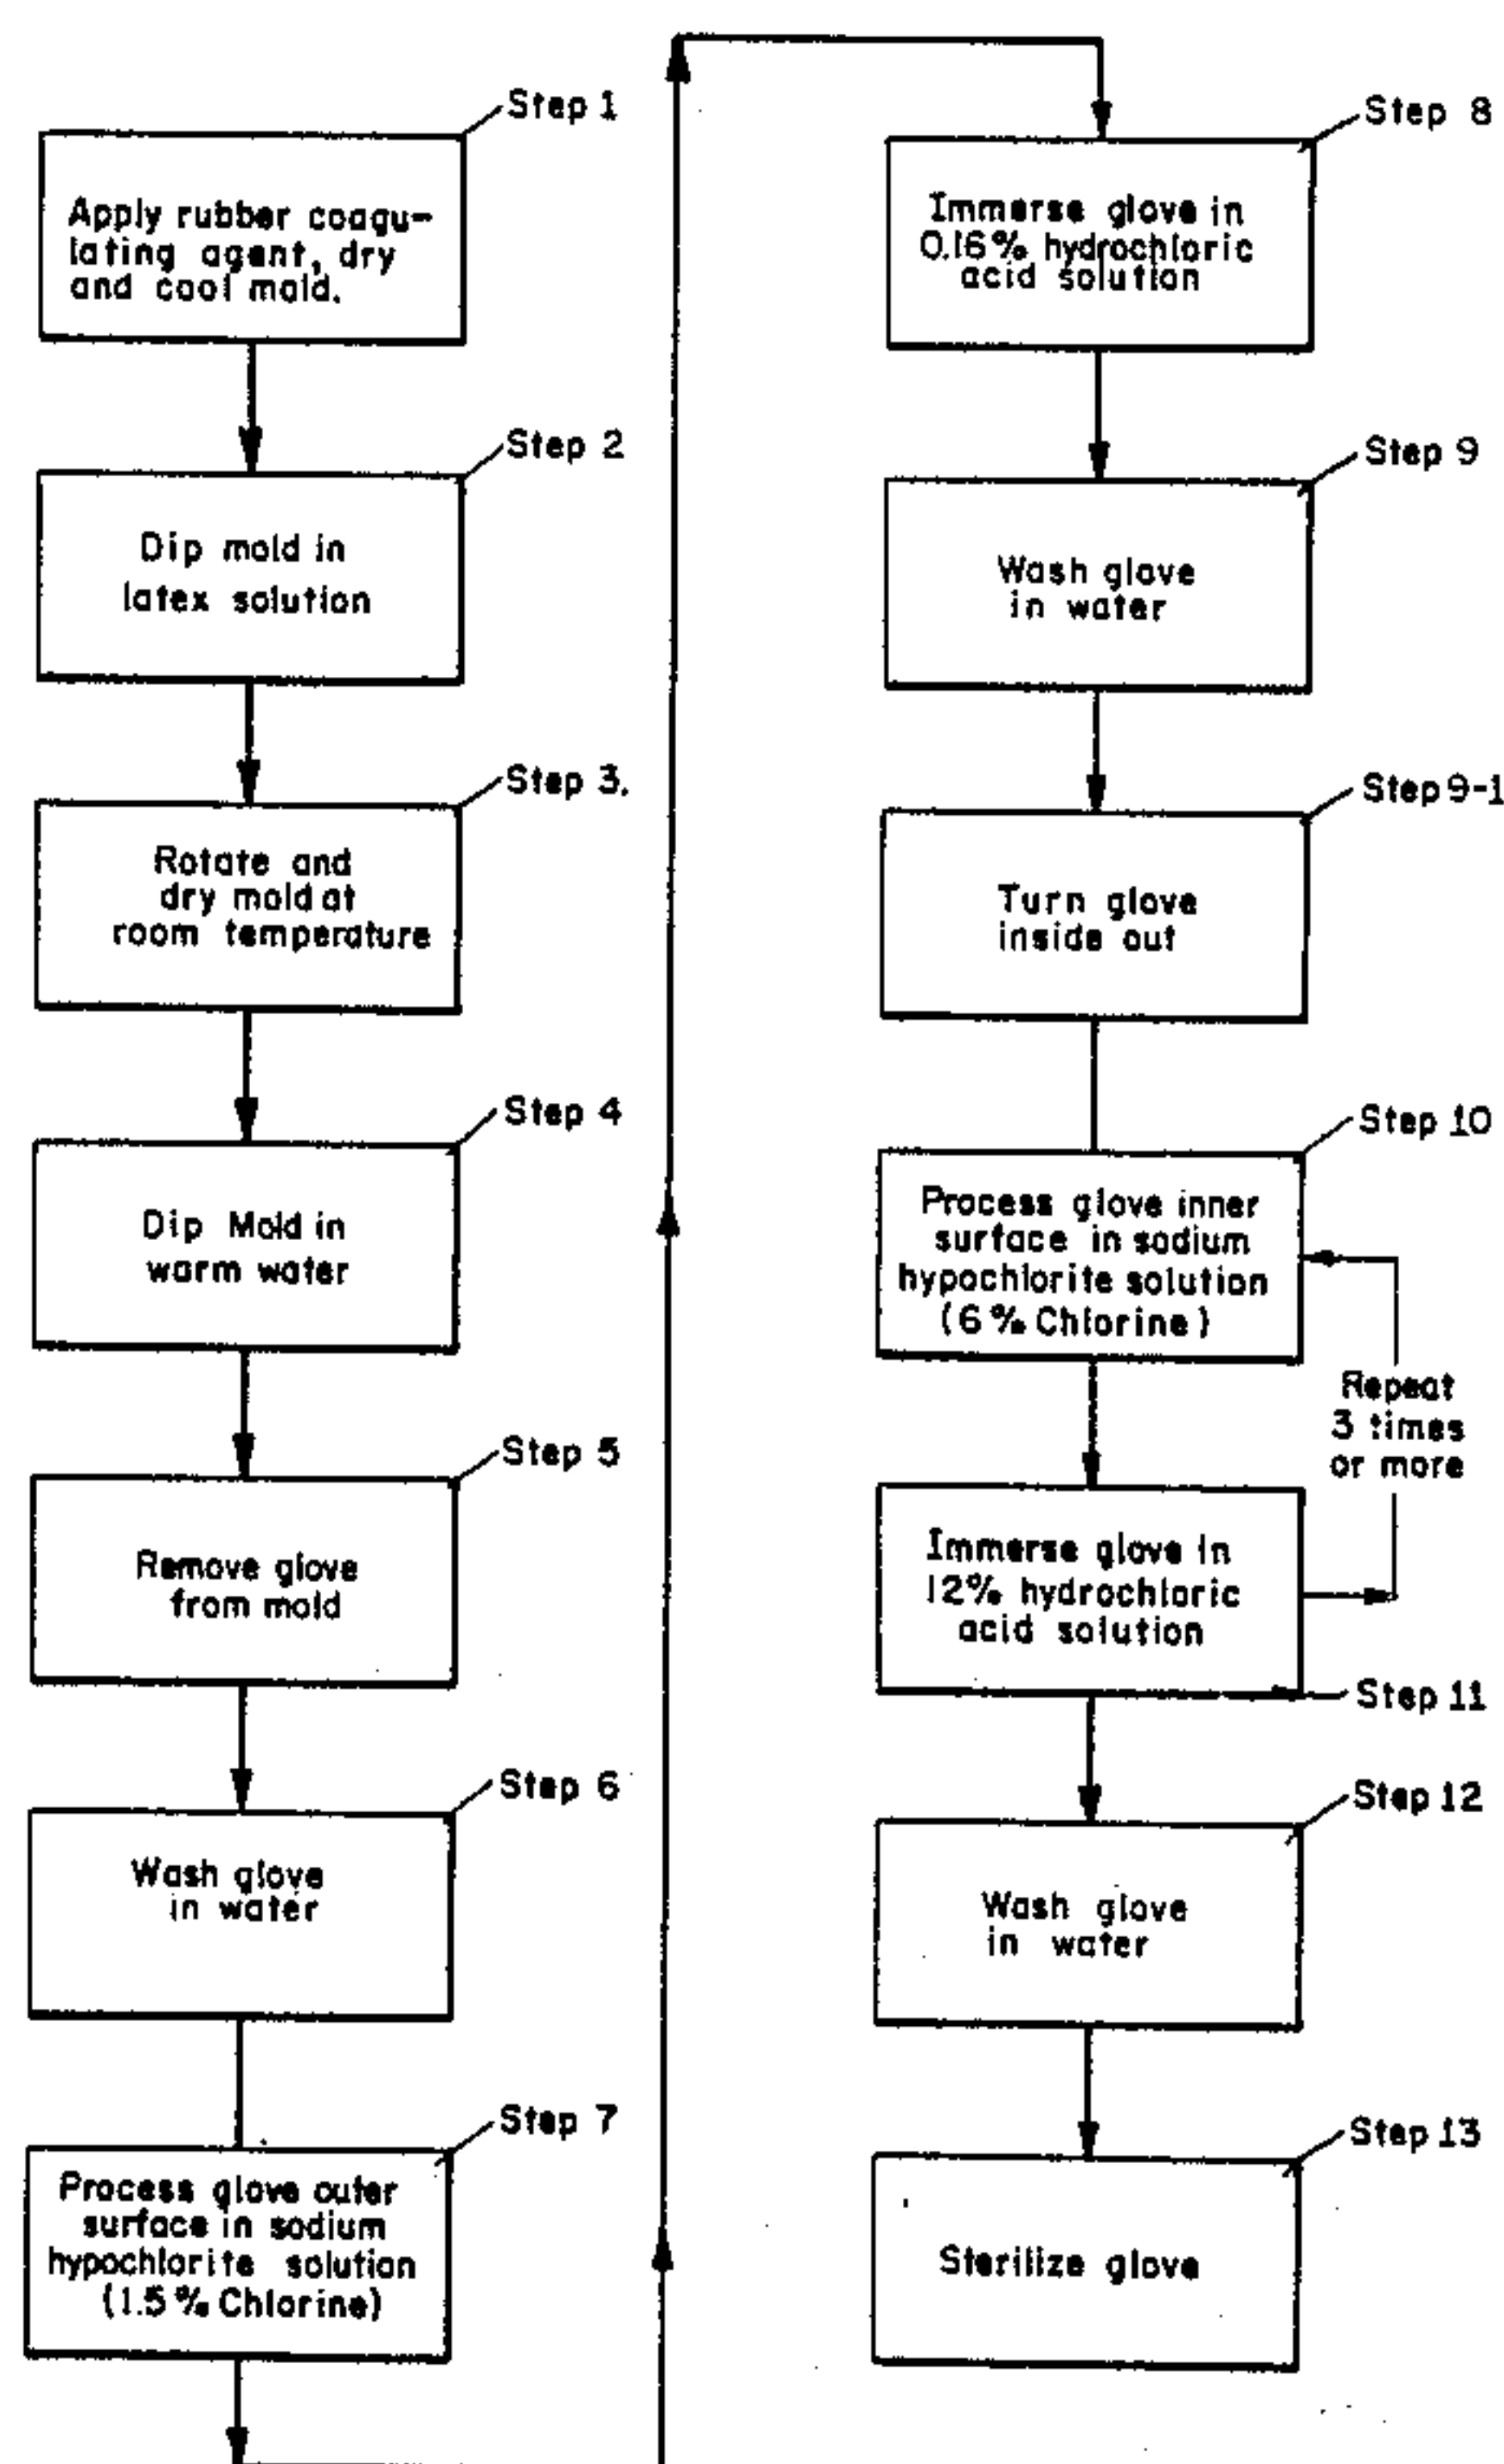 Step 1
Apply rubber coagu-
lating agent, dry
and cool mold.
Step 2
Dip mold in
latex solution
Step 3.
Rotate and
dry mold at
room temperature
Step 4
Dip Mold in
warm water
Step 5
Remove glove
from mold
Step 6
Wash glove
in water
Step 7
Process glove outer
surface in sodium
hypochlorite solution
(1.5% Chlorine)
Step 8
Immerse glove in
0.16% hydrochloric
acid solution
Step 9
Wash glove
in water
Step 9-1
Turn glove
inside out
Step 10
Process glove inner
surface in sodium
hypochlorite solution
(6% Chlorine)
Repeat
3 times
or more
Immerse glove in
12% hydrochloric
acid solution
Step 11
Step 12
Wash glove
in water
Step 13
Sterilize glove